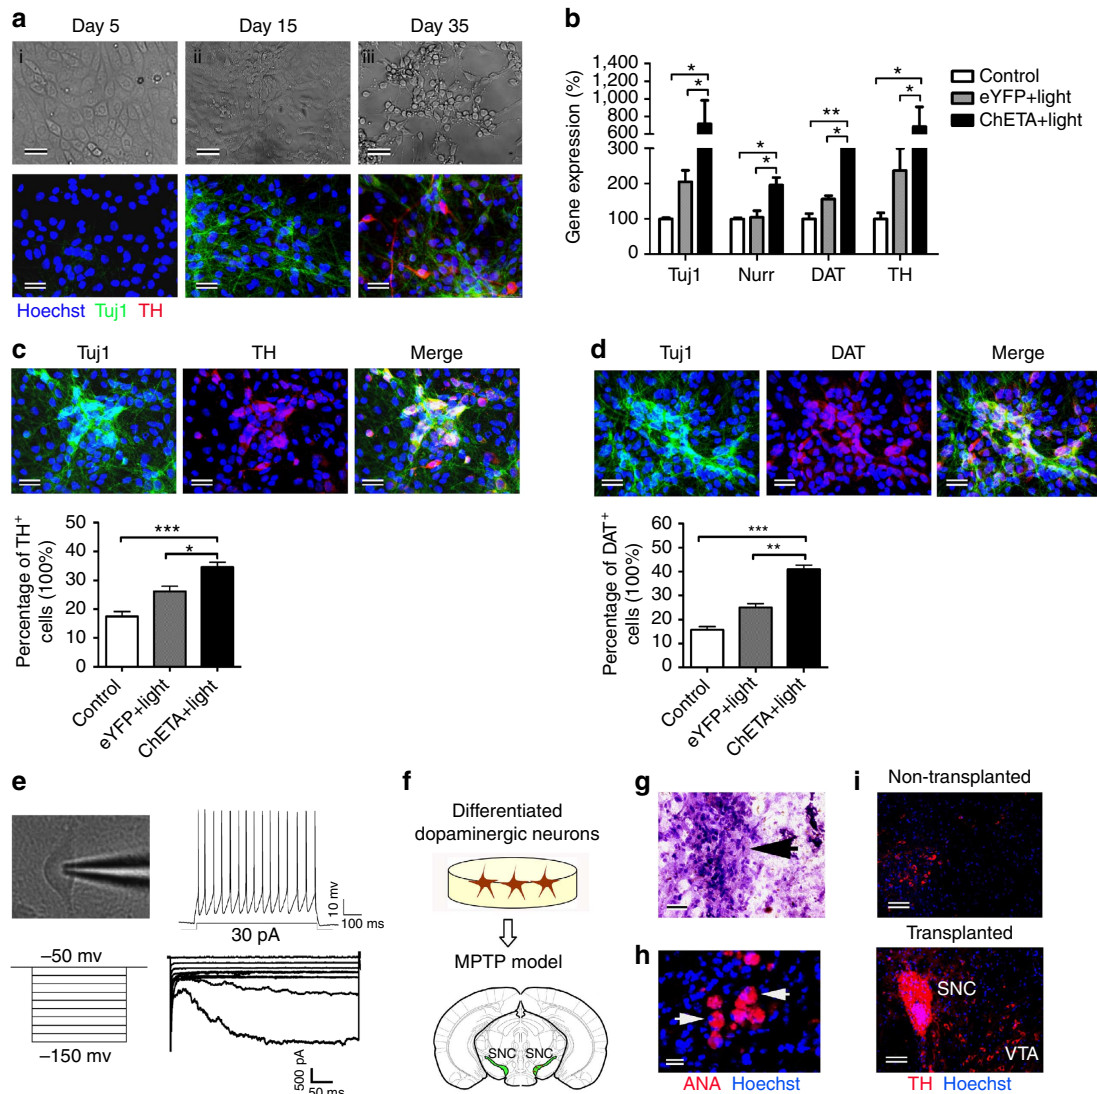 a
Day 5
Day 15
Day 35
i
ii
iii
Hoechst Tuj1 TH
b
Gene expression (%)
1,400
1,200
1,000
800
600
300
200
100
0
* * * * ** * * *
Tuj1 Nurr DAT TH
Control
eYFP+light
ChETA+light
c
Tuj1 TH Merge
Percentage of TH+
cells (100%)
50
40
30
20
10
0
***
*
Control
eYFP+light
ChETA+light
d
Tuj1 DAT Merge
Percentage of DAT+
cells (100%)
60
50
40
30
20
10
0
***
**
Control
eYFP+light
ChETA+light
e
10 mv
100 ms
30 pA
–50 mv
–150 mv
500 pA
50 ms
f
Differentiated
dopaminergic neurons
MPTP model
SNC SNC
g
h
ANA Hoechst
i
Non-transplanted
Transplanted
SNC
VTA
TH Hoechst